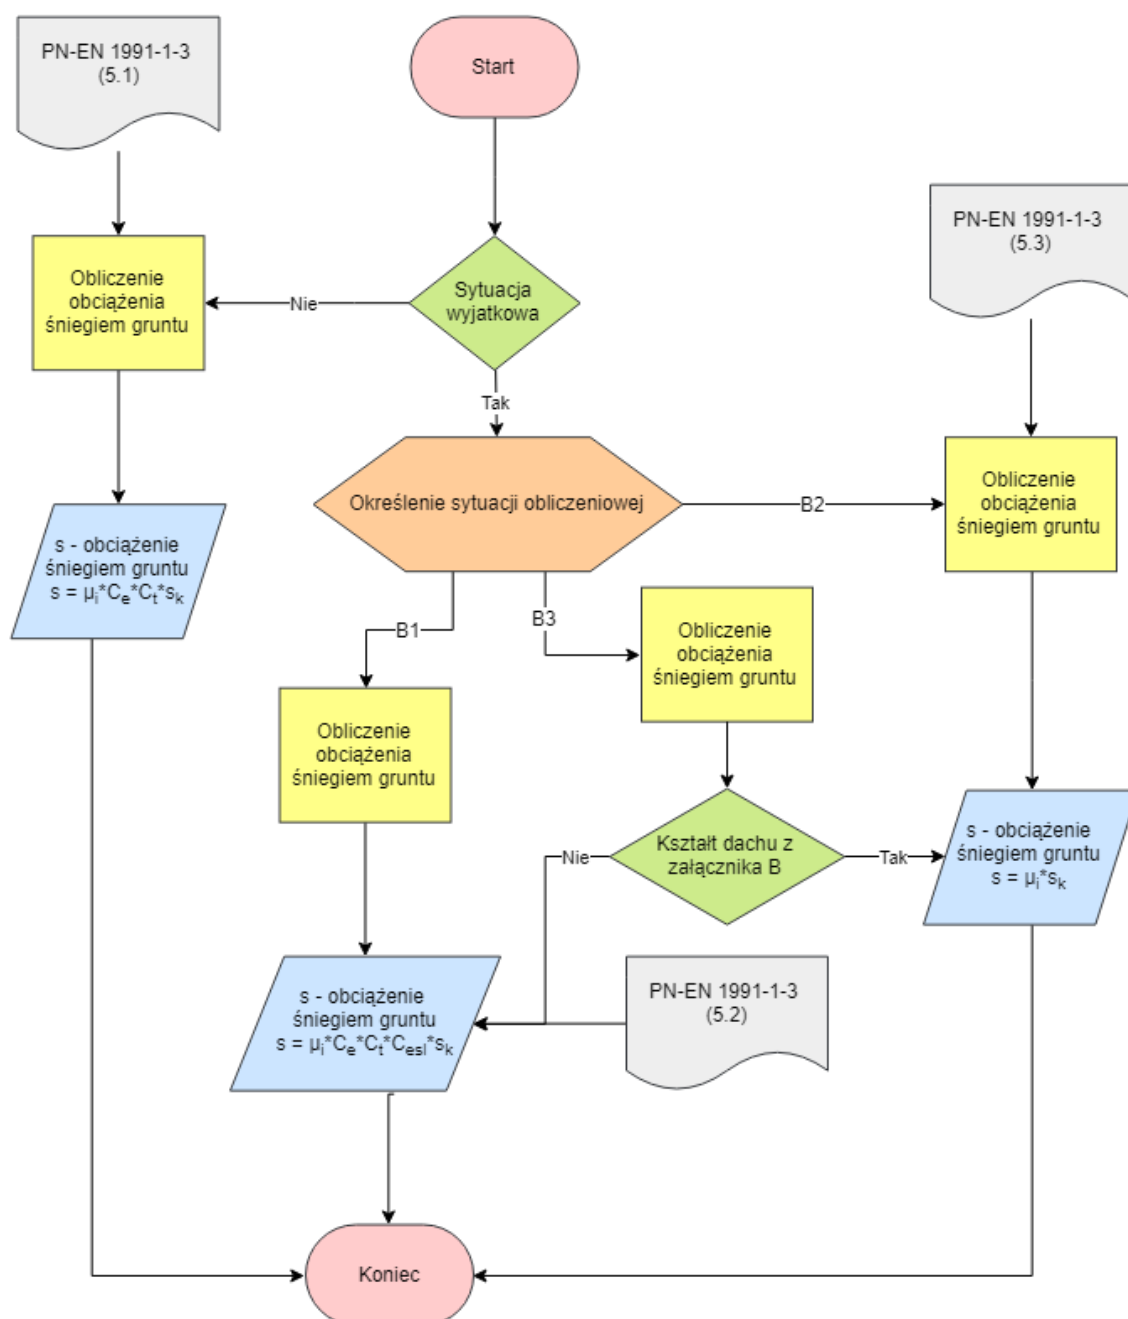 PN-EN 1991-1-3
(5.1)
Start
PN-EN 1991-1-3
(5.3)
Obliczenie
obciążenia
śniegiem gruntu
Nie
Sytuacja
wyjatkowa
Tak
Określenie sytuacji obliczeniowej
B2
Obliczenie
obciążenia
śniegiem gruntu
s - obciążenie
śniegiem gruntu
s = μi*Ce*Ct*sk
B1
B3
Obliczenie
obciążenia
śniegiem gruntu
Obliczenie
obciążenia
śniegiem gruntu
Nie
Kształt dachu z
załącznika B
Tak
s - obciążenie
śniegiem gruntu
s = μi*sk
s - obciążenie
śniegiem gruntu
s = μi*Ce*Ct*Cesl*sk
PN-EN 1991-1-3
(5.2)
Koniec